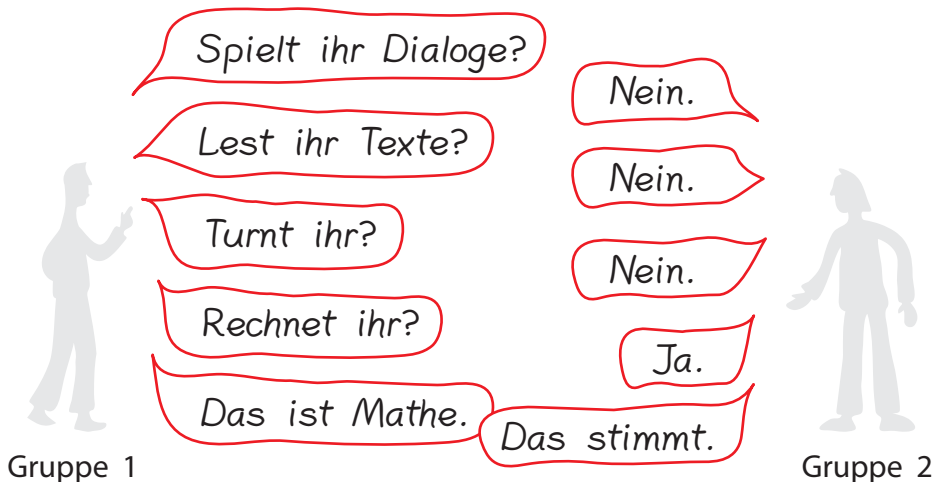 Spielt ihr Dialoge?
Nein.
Lest ihr Texte?
Nein.
Turnt ihr?
Nein.
Rechnet ihr?
Ja.
Das ist Mathe.
Das stimmt.
Gruppe 1
Gruppe 2